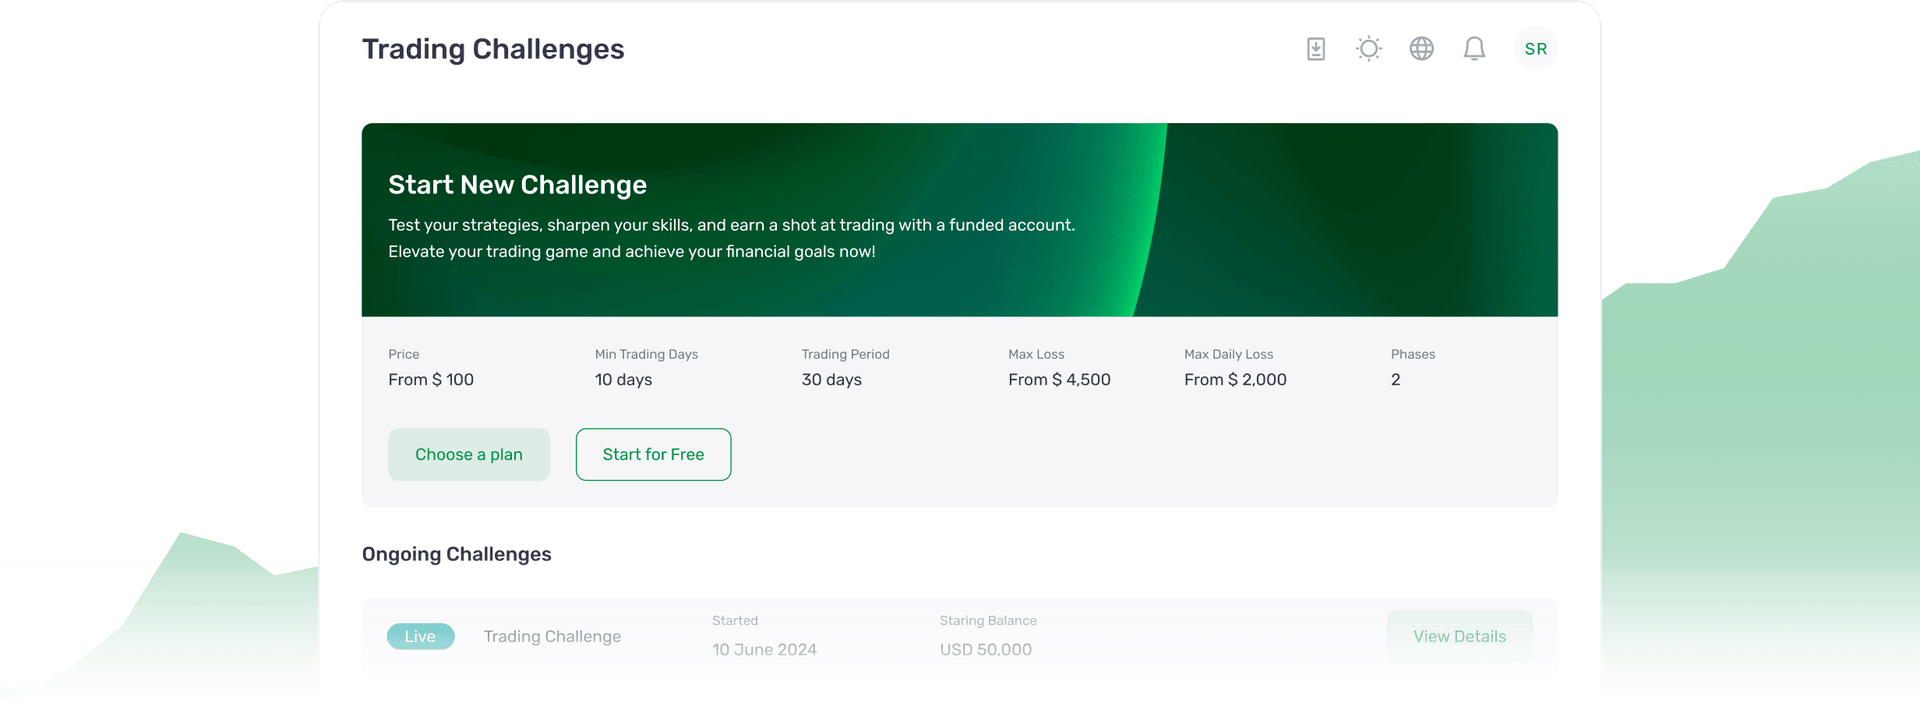 Trading Challenges
SR
Start New Challenge
Test your strategies, sharpen your skills, and earn a shot at trading with a funded account.
Elevate your trading game and achieve your financial goals now!
Price
From $ 100
Min Trading Days
10 days
Trading Period
30 days
Max Loss
From $ 4,500
Max Daily Loss
From $ 2,000
Phases
2
Choose a plan
Start for Free
Ongoing Challenges
Live
Trading Challenge
Started
10 June 2024
Staring Balance
USD 50,000
View Details